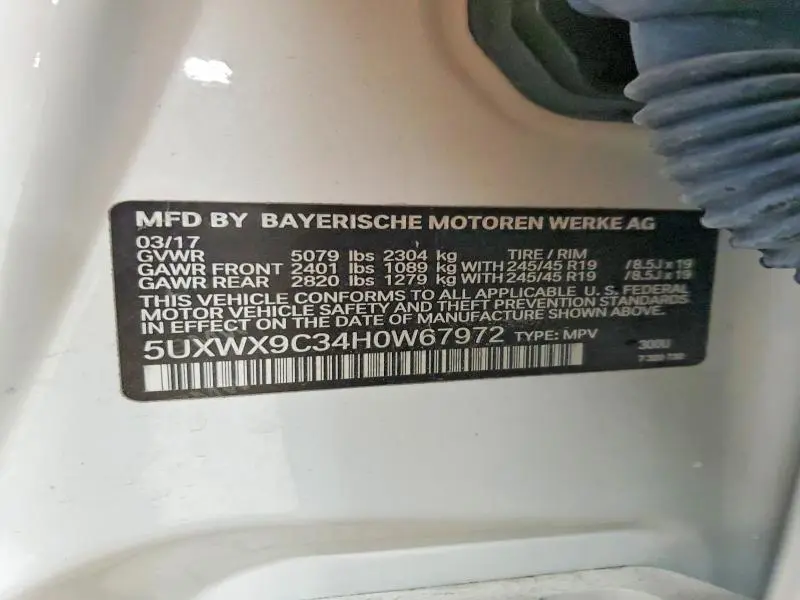 MFD BY BAYERISCHE MOTOREN WERKE AG
03/17
GVWR 5079 lbs 2304 kg TIRE / RIM
GAWR FRONT 2401 lbs 1089 kg WITH 245/45 R19 /8.5J x 19
GAWR REAR 2820 lbs 1279 kg WITH 245/45 R19 /8.5J x 19
THIS VEHICLE CONFORMS TO ALL APPLICABLE U.S. FEDERAL
MOTOR VEHICLE SAFETY AND THEFT PREVENTION STANDARDS
IN EFFECT ON THE DATE OF MANUFACTURE SHOWN ABOVE.
5UXWX9C34H0W67972 TYPE: MPV 300U